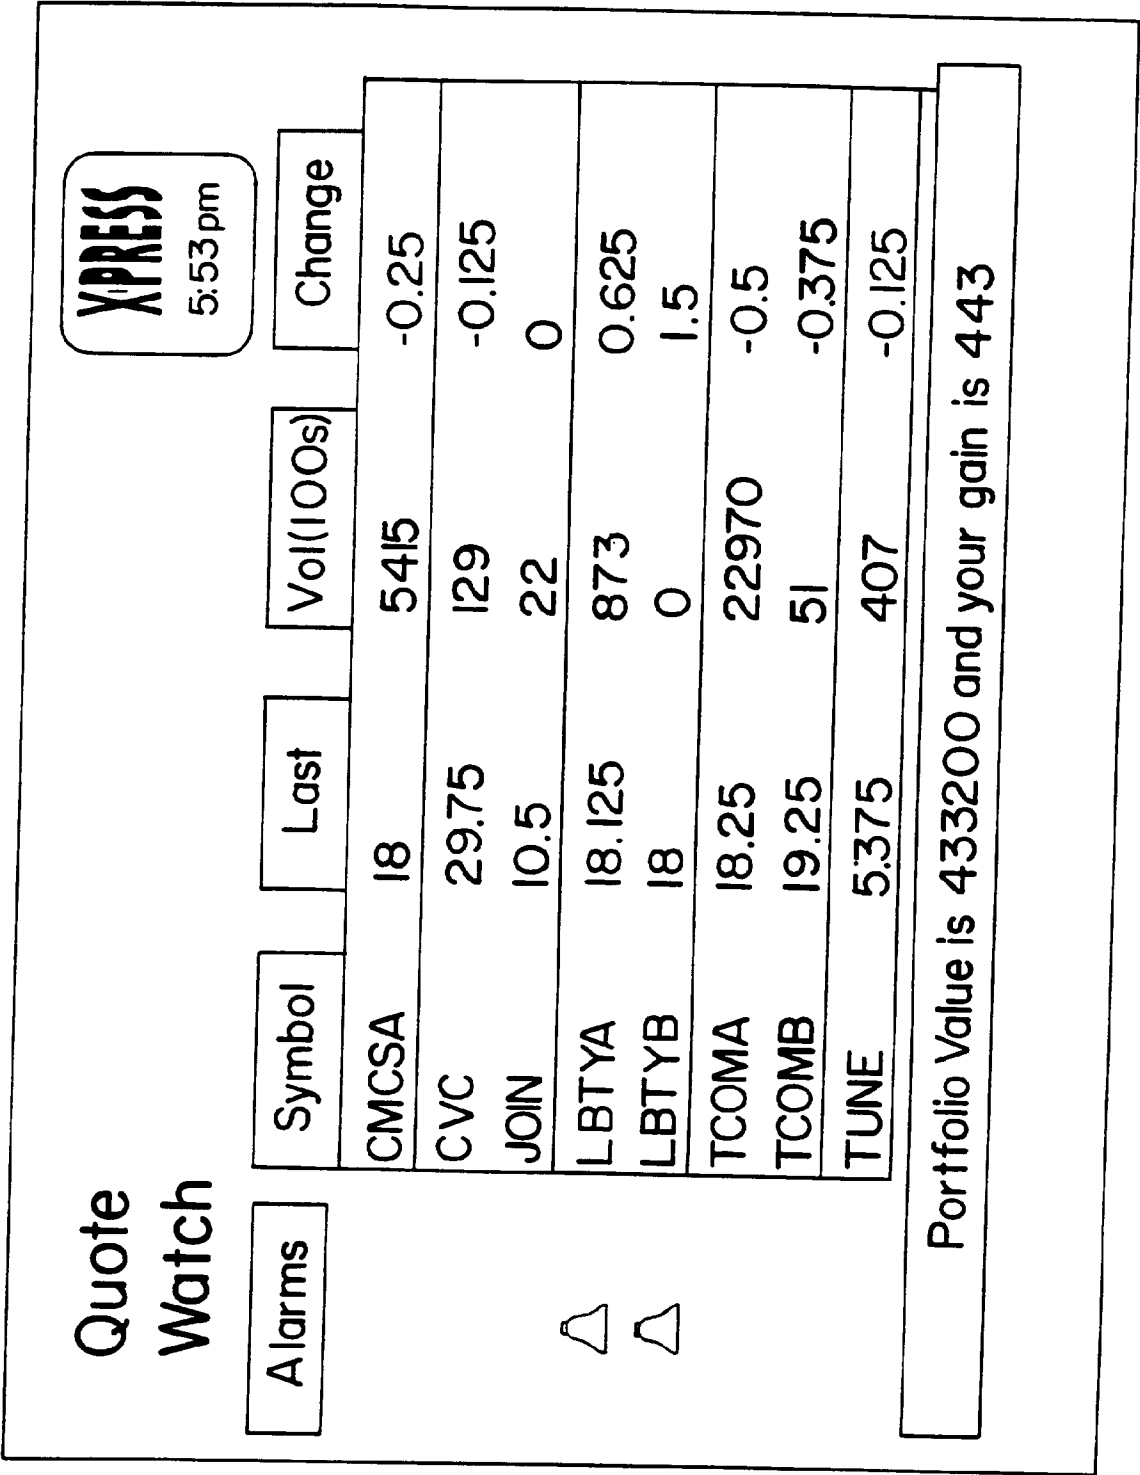 Quote
Watch
X·PRESS
5:53pm
Alarms Symbol Last Vol(100s) Change
CMCSA 18 5415 -0.25
CVC 29.75 129 -0.125
JOIN 10.5 22 0
LBTYA 18.125 873 0.625
LBTYB 18 0 1.5
TCOMA 18.25 22970 -0.5
TCOMB 19.25 51 -0.375
TUNE 5.375 407 -0.125
Portfolio Value is 433200 and your gain is 443